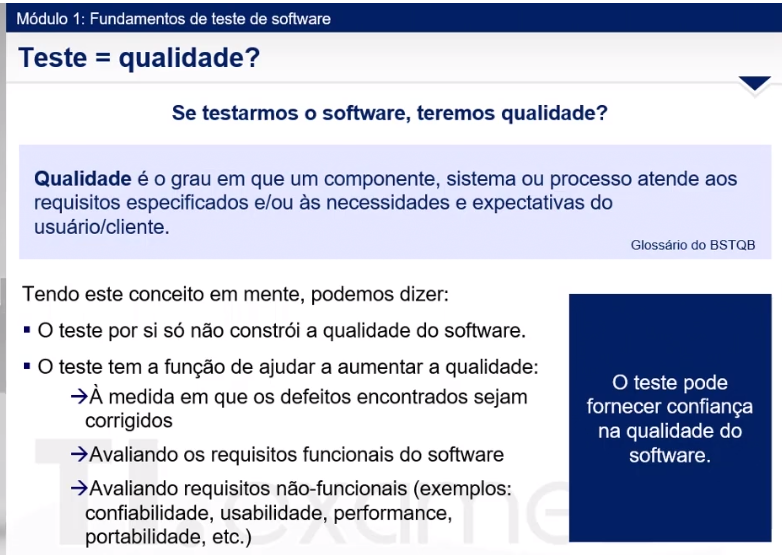 Módulo 1: Fundamentos de teste de software
Teste = qualidade?
Se testarmos o software, teremos qualidade?
Qualidade é o grau em que um componente, sistema ou processo atende aos
requisitos especificados e/ou às necessidades e expectativas do
usuário/cliente.
Glossário do BSTQB
Tendo este conceito em mente, podemos dizer:
▪ O teste por si só não constrói a qualidade do software.
▪ O teste tem a função de ajudar a aumentar a qualidade:
→À medida em que os defeitos encontrados sejam
corrigidos
→Avaliando os requisitos funcionais do software
→Avaliando requisitos não-funcionais (exemplos:
confiabilidade, usabilidade, performance,
portabilidade, etc.)
O teste pode
fornecer confiança
na qualidade do
software.
TI.exame